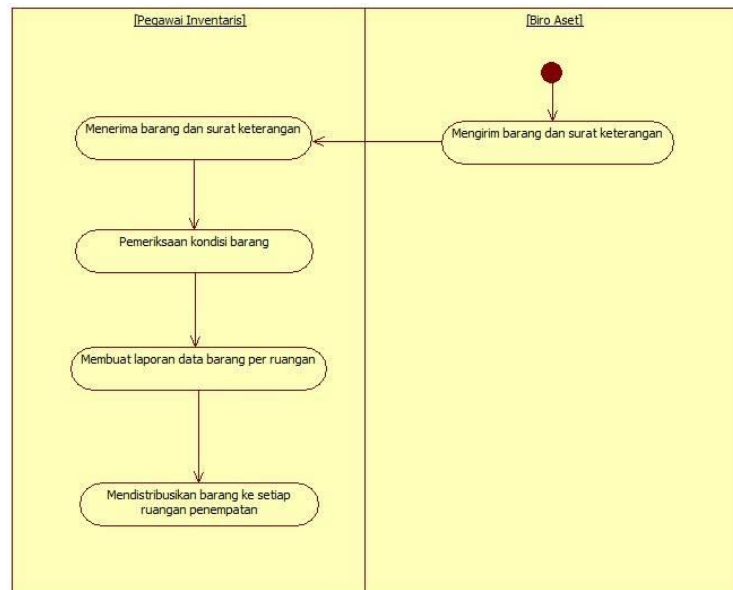 [Pegawai Inventaris]
[Biro Aset]
Menerima barang dan surat keterangan
Mengirim barang dan surat keterangan
Pemeriksaan kondisi barang
Membuat laporan data barang per ruangan
Mendistribusikan barang ke setiap
ruangan penempatan